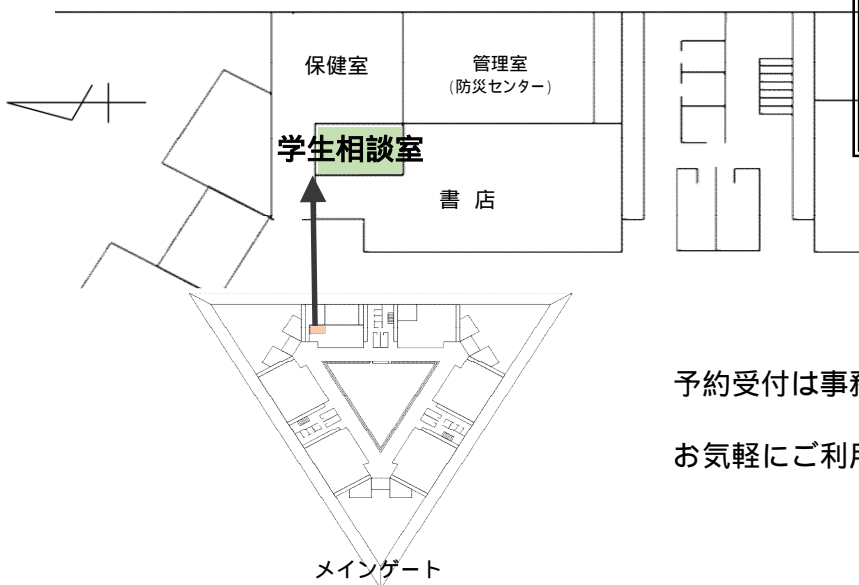 保健室
管理室
(防災センター)
学生相談室
書 店
予約受付は事務
お気軽にご利用
メインゲート